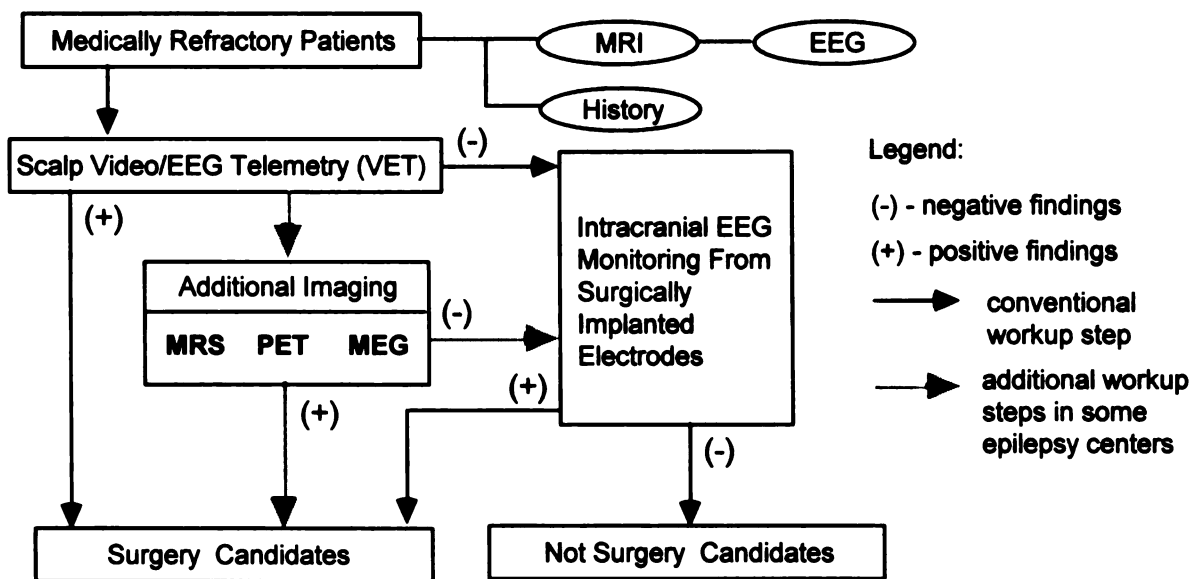 Medically Refractory Patients
MRI
EEG
History
Scalp Video/EEG Telemetry (VET)
(-)
(+)
Additional Imaging
MRS PET MEG
(-)
(+)
Intracranial EEG
Monitoring From
Surgically
Implanted
Electrodes
(+)
(-)
Surgery Candidates
Not Surgery Candidates
Legend:
(-) - negative findings
(+) - positive findings
conventional
workup step
additional workup
steps in some
epilepsy centers